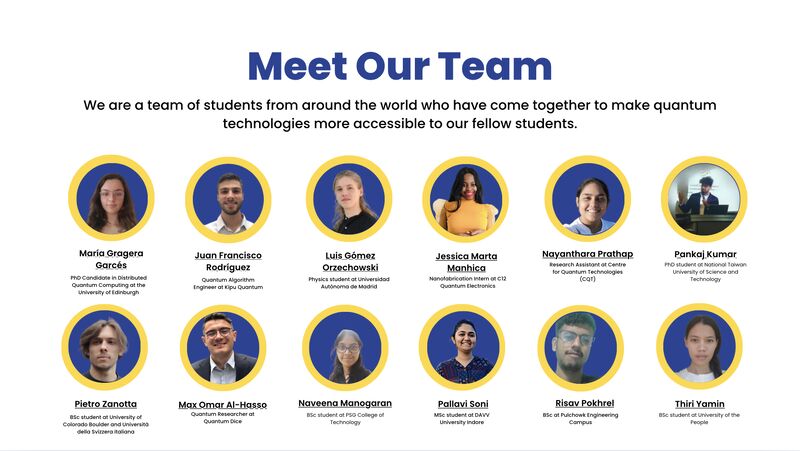 Meet Our Team
We are a team of students from around the world who have come together to make quantum
technologies more accessible to our fellow students.
María Gragera
Garcés
PhD Candidate in Distributed
Quantum Computing at the
University of Edinburgh
Juan Francisco
Rodríguez
Quantum Algorithm
Engineer at Kipu Quantum
Luis Gómez
Orzechowski
Physics student at Universidad
Autónoma de Madrid
Jessica Marta
Manhica
Nanofabrication Intern at C12
Quantum Electronics
Nayanthara Prathap
Research Assistant at Centre
for Quantum Technologies
(CQT)
Pankaj Kumar
PhD student at National Taiwan
University of Science and
Technology
Pietro Zanotta
BSc student at University of
Colorado Boulder and Università
della Svizzera italiana
Max Omar Al-Hasso
Quantum Researcher at
Quantum Dice
Naveena Manogaran
BSc student at PSG College of
Technology
Pallavi Soni
MSc student at DAVV
University Indore
Risav Pokhrel
BSc at Pulchowk Engineering
Campus
Thiri Yamin
BSc student at University of the
People